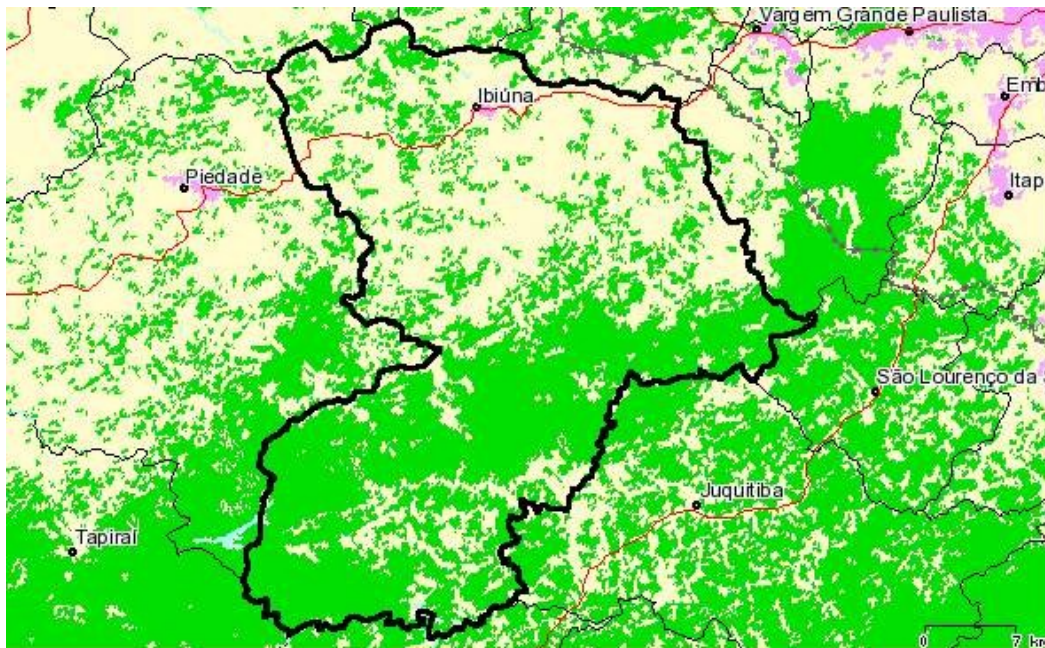 Vargem Grande Paulista
Ibiúna
Emb
Piedade
Itap
São Lourenço da
Juquitiba
Tapiraí
0 7 km